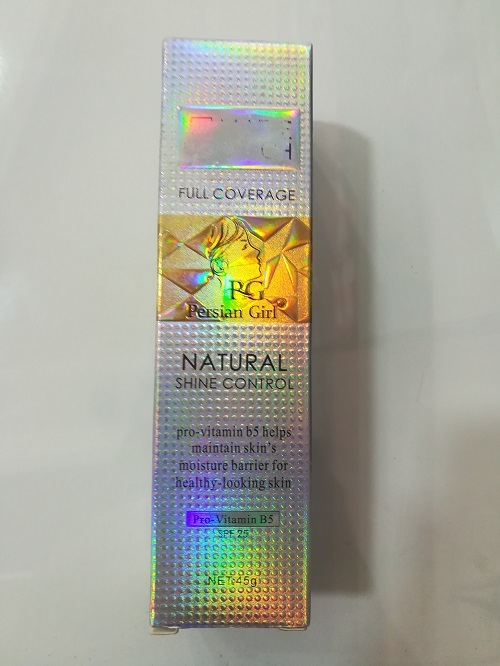 FULL COVERAGE
PG
Persian Girl
NATURAL
SHINE CONTROL
pro-vitamin b5 helps
maintain skin's
moisture barrier for
healthy-looking skin
Pro-Vitamin B5
SPF 25
NET:45g